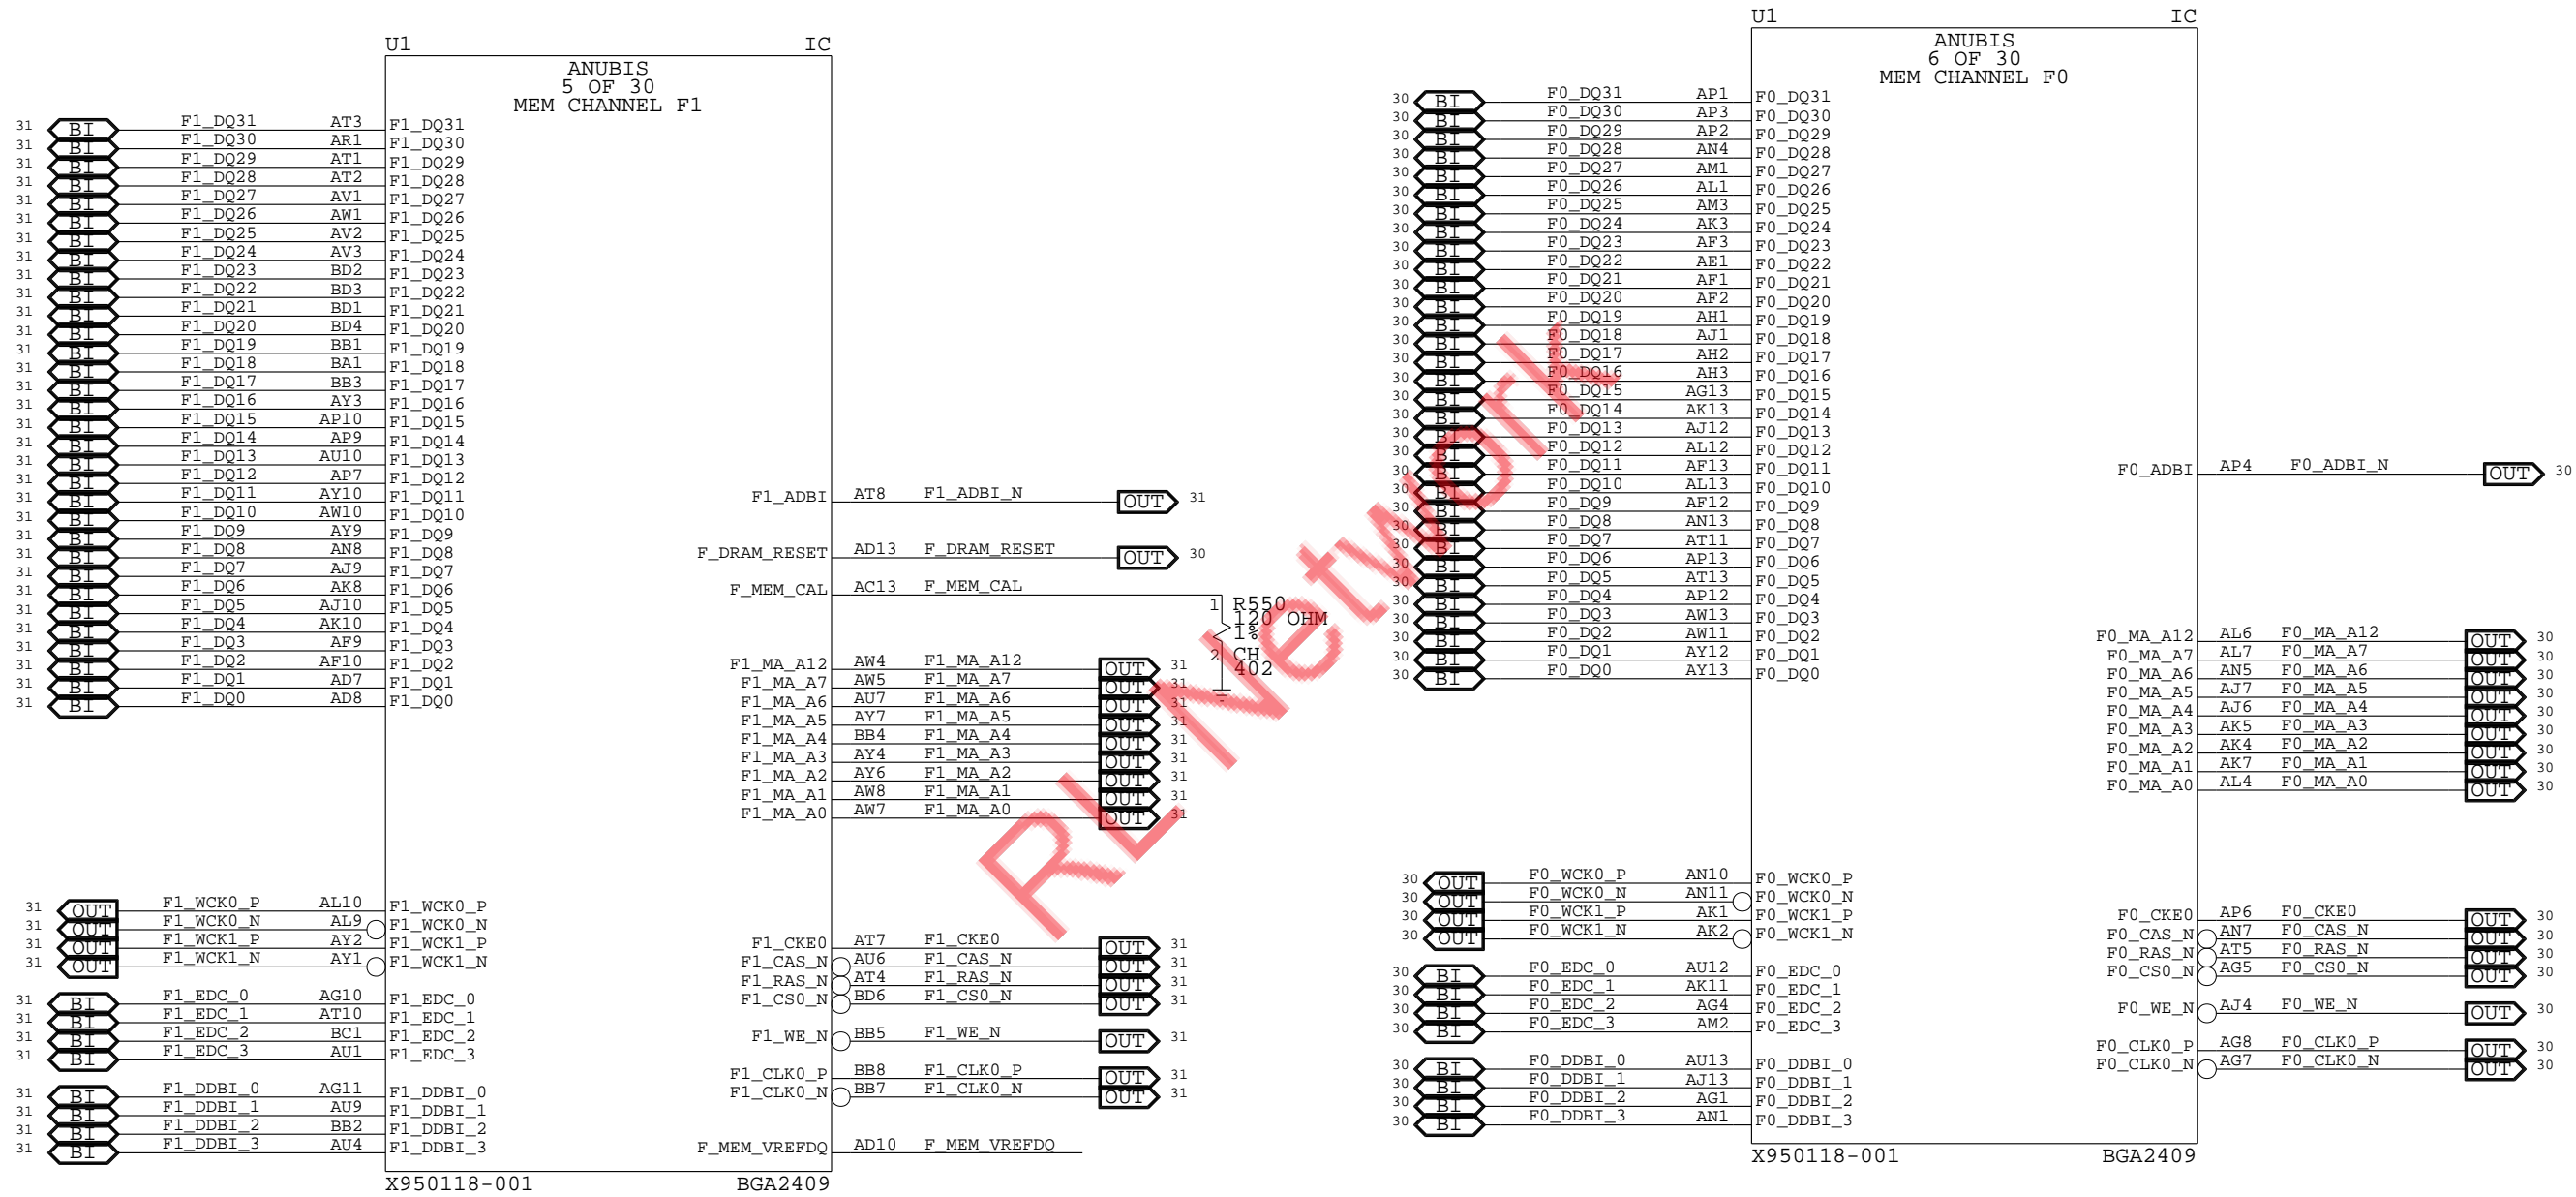 U1 IC
ANUBIS
5 OF 30
MEM CHANNEL F1
31 BI F1_DQ31 AT3 F1_DQ31
31 BI F1_DQ30 AR1 F1_DQ30
31 BI F1_DQ29 AT1 F1_DQ29
31 BI F1_DQ28 AT2 F1_DQ28
31 BI F1_DQ27 AV1 F1_DQ27
31 BI F1_DQ26 AW1 F1_DQ26
31 BI F1_DQ25 AV2 F1_DQ25
31 BI F1_DQ24 AV3 F1_DQ24
31 BI F1_DQ23 BD2 F1_DQ23
31 BI F1_DQ22 BD3 F1_DQ22
31 BI F1_DQ21 BD1 F1_DQ21
31 BI F1_DQ20 BD4 F1_DQ20
31 BI F1_DQ19 BB1 F1_DQ19
31 BI F1_DQ18 BA1 F1_DQ18
31 BI F1_DQ17 BB3 F1_DQ17
31 BI F1_DQ16 AY3 F1_DQ16
31 BI F1_DQ15 AP10 F1_DQ15
31 BI F1_DQ14 AP9 F1_DQ14
31 BI F1_DQ13 AU10 F1_DQ13
31 BI F1_DQ12 AP7 F1_DQ12
31 BI F1_DQ11 AY10 F1_DQ11
31 BI F1_DQ10 AW10 F1_DQ10
31 BI F1_DQ9 AY9 F1_DQ9
31 BI F1_DQ8 AN8 F1_DQ8
31 BI F1_DQ7 AJ9 F1_DQ7
31 BI F1_DQ6 AK8 F1_DQ6
31 BI F1_DQ5 AJ10 F1_DQ5
31 BI F1_DQ4 AK10 F1_DQ4
31 BI F1_DQ3 AF9 F1_DQ3
31 BI F1_DQ2 AF10 F1_DQ2
31 BI F1_DQ1 AD7 F1_DQ1
31 BI F1_DQ0 AD8 F1_DQ0
31 OUT F1_WCK0_P AL10 F1_WCK0_P
31 OUT F1_WCK0_N AL9 F1_WCK0_N
31 OUT F1_WCK1_P AY2 F1_WCK1_P
31 OUT F1_WCK1_N AY1 F1_WCK1_N
31 BI F1_EDC_0 AG10 F1_EDC_0
31 BI F1_EDC_1 AT10 F1_EDC_1
31 BI F1_EDC_2 BC1 F1_EDC_2
31 BI F1_EDC_3 AU1 F1_EDC_3
31 BI F1_DDBI_0 AG11 F1_DDBI_0
31 BI F1_DDBI_1 AU9 F1_DDBI_1
31 BI F1_DDBI_2 BB2 F1_DDBI_2
31 BI F1_DDBI_3 AU4 F1_DDBI_3
F1_ADBI AT8 F1_ADBI_N OUT 31
F_DRAM_RESET AD13 F_DRAM_RESET OUT 30
F_MEM_CAL AC13 F_MEM_CAL
1 R550
120 OHM
1%
2 CH
402
F1_MA_A12 AW4 F1_MA_A12 OUT 31
F1_MA_A7 AW5 F1_MA_A7 OUT 31
F1_MA_A6 AU7 F1_MA_A6 OUT 31
F1_MA_A5 AY7 F1_MA_A5 OUT 31
F1_MA_A4 BB4 F1_MA_A4 OUT 31
F1_MA_A3 AY4 F1_MA_A3 OUT 31
F1_MA_A2 AY6 F1_MA_A2 OUT 31
F1_MA_A1 AW8 F1_MA_A1 OUT 31
F1_MA_A0 AW7 F1_MA_A0 OUT 31
F1_CKE0 AT7 F1_CKE0 OUT 31
F1_CAS_N AU6 F1_CAS_N OUT 31
F1_RAS_N AT4 F1_RAS_N OUT 31
F1_CS0_N BD6 F1_CS0_N OUT 31
F1_WE_N BB5 F1_WE_N OUT 31
F1_CLK0_P BB8 F1_CLK0_P OUT 31
F1_CLK0_N BB7 F1_CLK0_N OUT 31
F_MEM_VREFDQ AD10 F_MEM_VREFDQ
X950118-001 BGA2409
U1 IC
ANUBIS
6 OF 30
MEM CHANNEL F0
30 BI F0_DQ31 AP1 F0_DQ31
30 BI F0_DQ30 AP3 F0_DQ30
30 BI F0_DQ29 AP2 F0_DQ29
30 BI F0_DQ28 AN4 F0_DQ28
30 BI F0_DQ27 AM1 F0_DQ27
30 BI F0_DQ26 AL1 F0_DQ26
30 BI F0_DQ25 AM3 F0_DQ25
30 BI F0_DQ24 AK3 F0_DQ24
30 BI F0_DQ23 AF3 F0_DQ23
30 BI F0_DQ22 AE1 F0_DQ22
30 BI F0_DQ21 AF1 F0_DQ21
30 BI F0_DQ20 AF2 F0_DQ20
30 BI F0_DQ19 AH1 F0_DQ19
30 BI F0_DQ18 AJ1 F0_DQ18
30 BI F0_DQ17 AH2 F0_DQ17
30 BI F0_DQ16 AH3 F0_DQ16
30 BI F0_DQ15 AG13 F0_DQ15
30 BI F0_DQ14 AK13 F0_DQ14
30 BI F0_DQ13 AJ12 F0_DQ13
30 BI F0_DQ12 AL12 F0_DQ12
30 BI F0_DQ11 AF13 F0_DQ11
30 BI F0_DQ10 AL13 F0_DQ10
30 BI F0_DQ9 AF12 F0_DQ9
30 BI F0_DQ8 AN13 F0_DQ8
30 BI F0_DQ7 AT11 F0_DQ7
30 BI F0_DQ6 AP13 F0_DQ6
30 BI F0_DQ5 AT13 F0_DQ5
30 BI F0_DQ4 AP12 F0_DQ4
30 BI F0_DQ3 AW13 F0_DQ3
30 BI F0_DQ2 AW11 F0_DQ2
30 BI F0_DQ1 AY12 F0_DQ1
30 BI F0_DQ0 AY13 F0_DQ0
30 OUT F0_WCK0_P AN10 F0_WCK0_P
30 OUT F0_WCK0_N AN11 F0_WCK0_N
30 OUT F0_WCK1_P AK1 F0_WCK1_P
30 OUT F0_WCK1_N AK2 F0_WCK1_N
30 BI F0_EDC_0 AU12 F0_EDC_0
30 BI F0_EDC_1 AK11 F0_EDC_1
30 BI F0_EDC_2 AG4 F0_EDC_2
30 BI F0_EDC_3 AM2 F0_EDC_3
30 BI F0_DDBI_0 AU13 F0_DDBI_0
30 BI F0_DDBI_1 AJ13 F0_DDBI_1
30 BI F0_DDBI_2 AG1 F0_DDBI_2
30 BI F0_DDBI_3 AN1 F0_DDBI_3
F0_ADBI AP4 F0_ADBI_N OUT 30
F0_MA_A12 AL6 F0_MA_A12 OUT 30
F0_MA_A7 AL7 F0_MA_A7 OUT 30
F0_MA_A6 AN5 F0_MA_A6 OUT 30
F0_MA_A5 AJ7 F0_MA_A5 OUT 30
F0_MA_A4 AJ6 F0_MA_A4 OUT 30
F0_MA_A3 AK5 F0_MA_A3 OUT 30
F0_MA_A2 AK4 F0_MA_A2 OUT 30
F0_MA_A1 AK7 F0_MA_A1 OUT 30
F0_MA_A0 AL4 F0_MA_A0 OUT 30
F0_CKE0 AP6 F0_CKE0 OUT 30
F0_CAS_N AN7 F0_CAS_N OUT 30
F0_RAS_N AT5 F0_RAS_N OUT 30
F0_CS0_N AG5 F0_CS0_N OUT 30
F0_WE_N AJ4 F0_WE_N OUT 30
F0_CLK0_P AG8 F0_CLK0_P OUT 30
F0_CLK0_N AG7 F0_CLK0_N OUT 30
X950118-001 BGA2409
RL Network